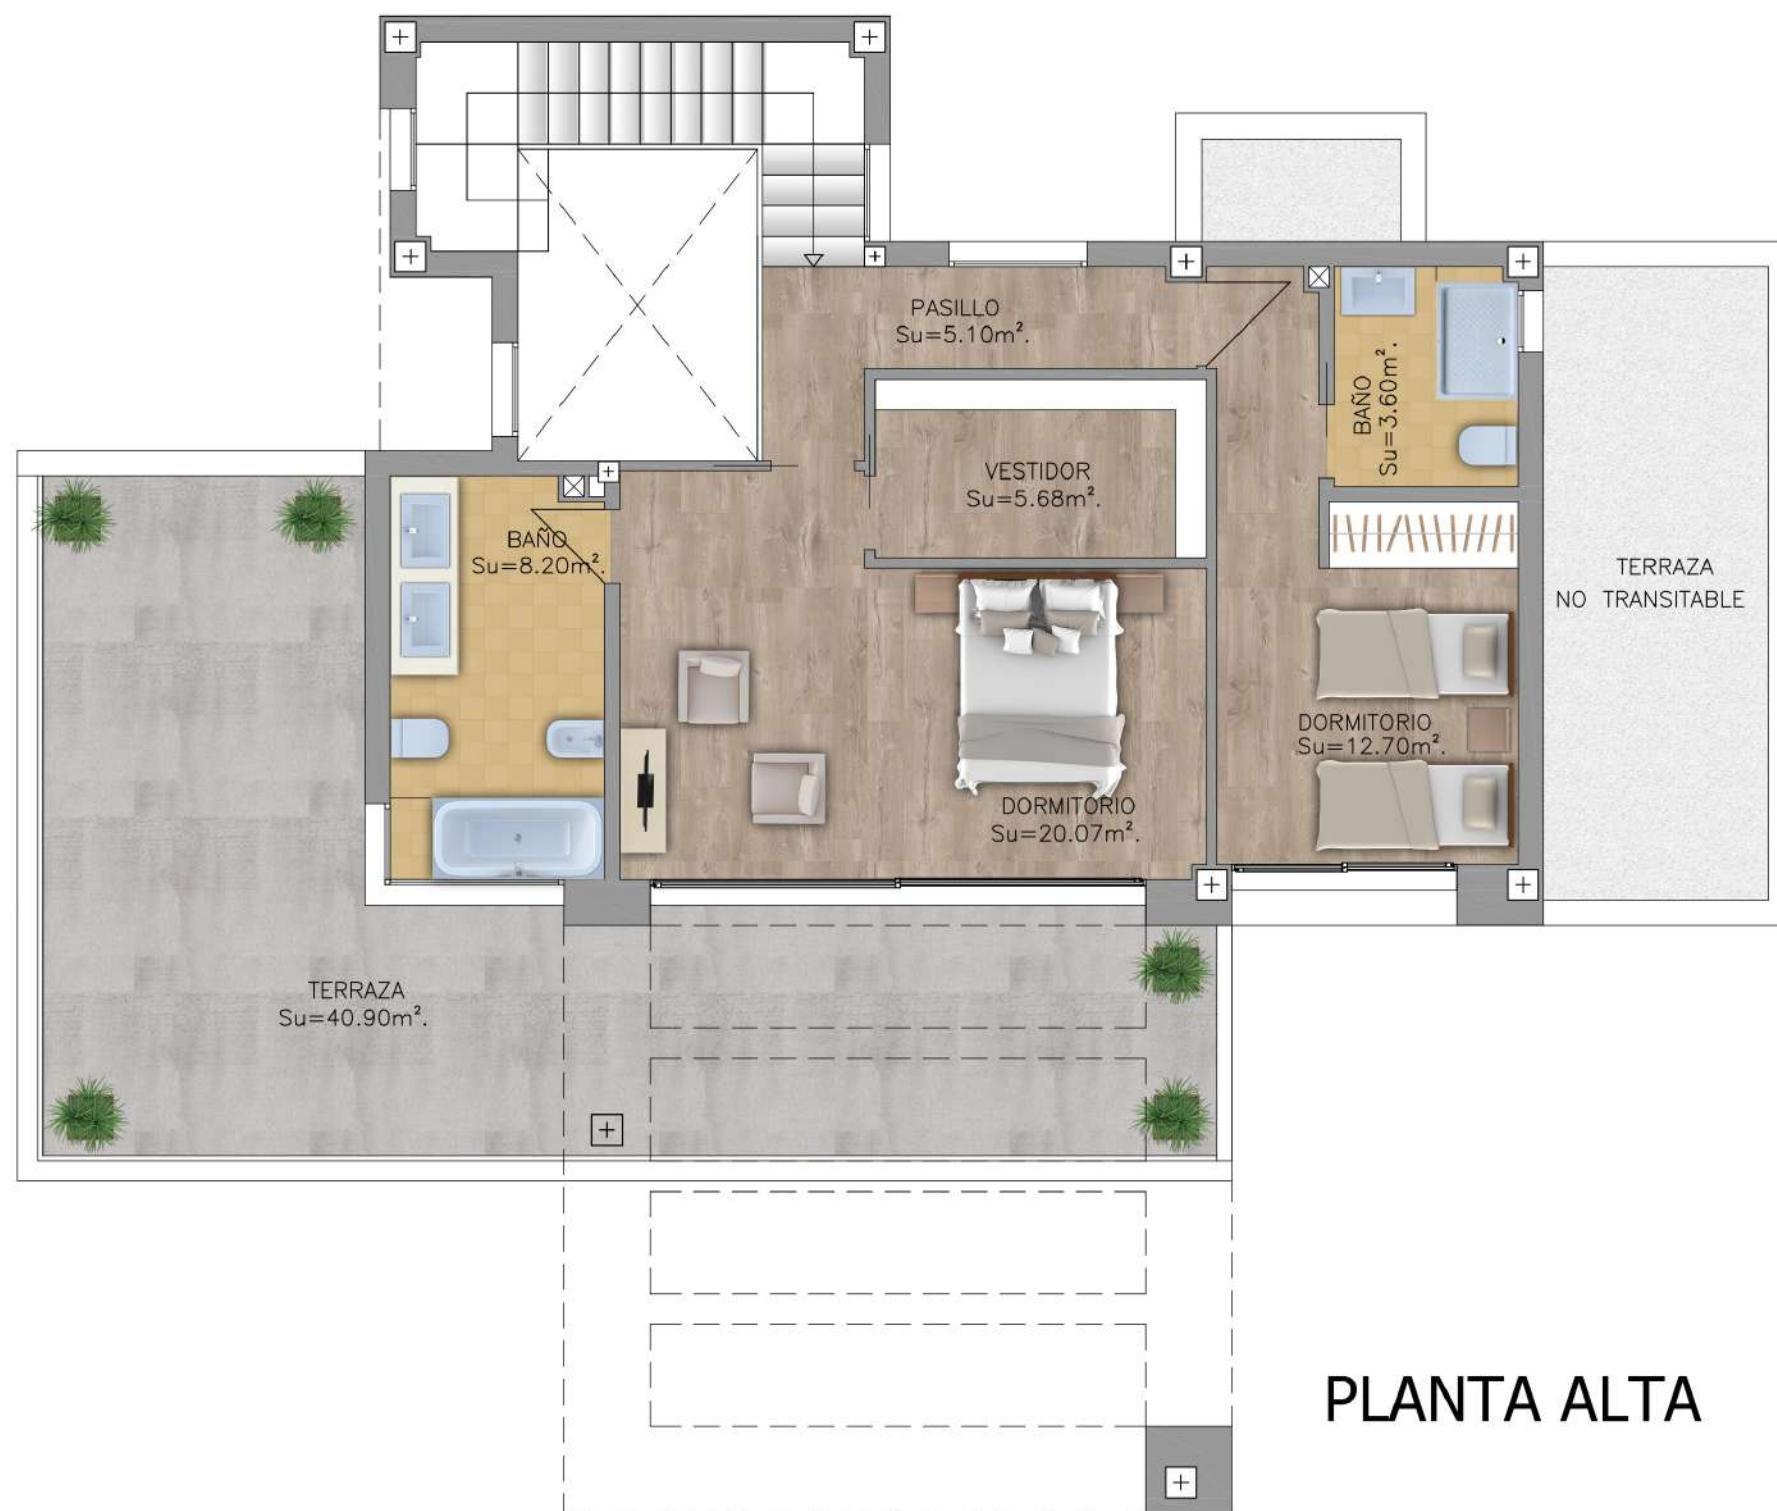 PASILLO
Su=5.10m².
BAÑO
Su=3.60m².
VESTIDOR
Su=5.68m².
BAÑO
Su=8.20m².
TERRAZA
NO TRANSITABLE
DORMITORIO
Su=12.70m².
DORMITORIO
Su=20.07m².
TERRAZA
Su=40.90m².
PLANTA ALTA